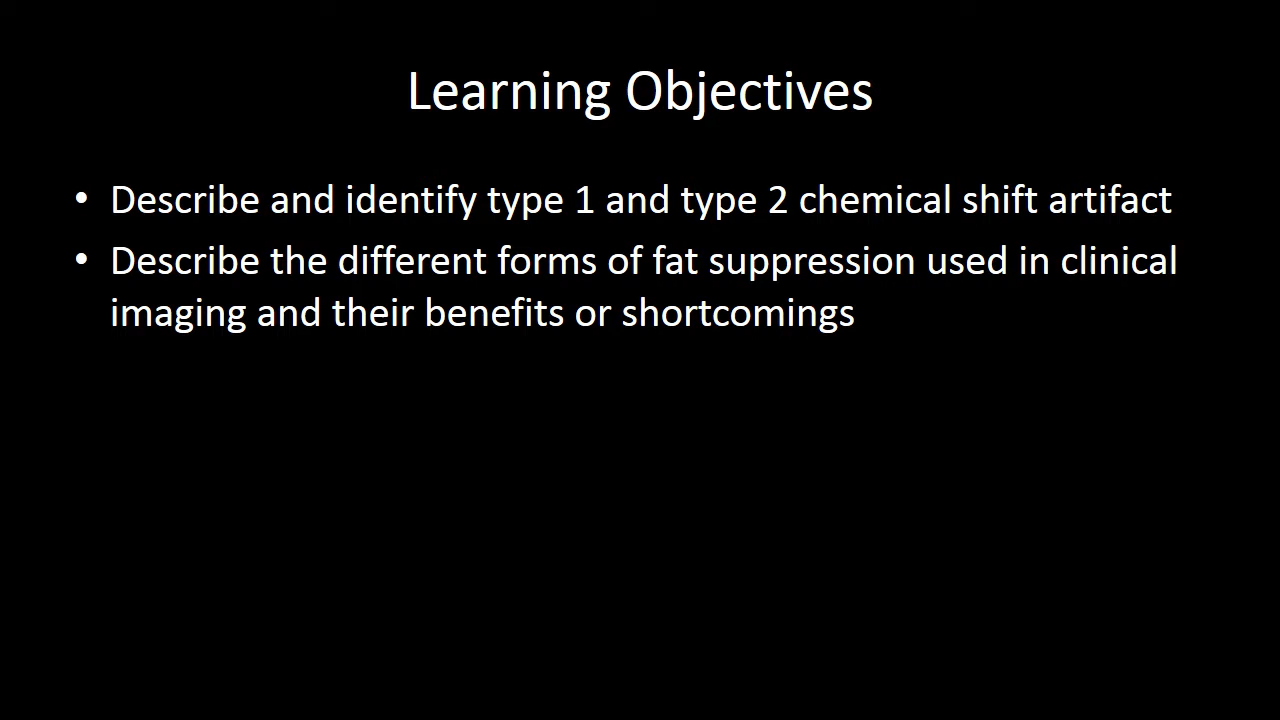 Learning Objectives
• Describe and identify type 1 and type 2 chemical shift artifact
• Describe the different forms of fat suppression used in clinical
imaging and their benefits or shortcomings